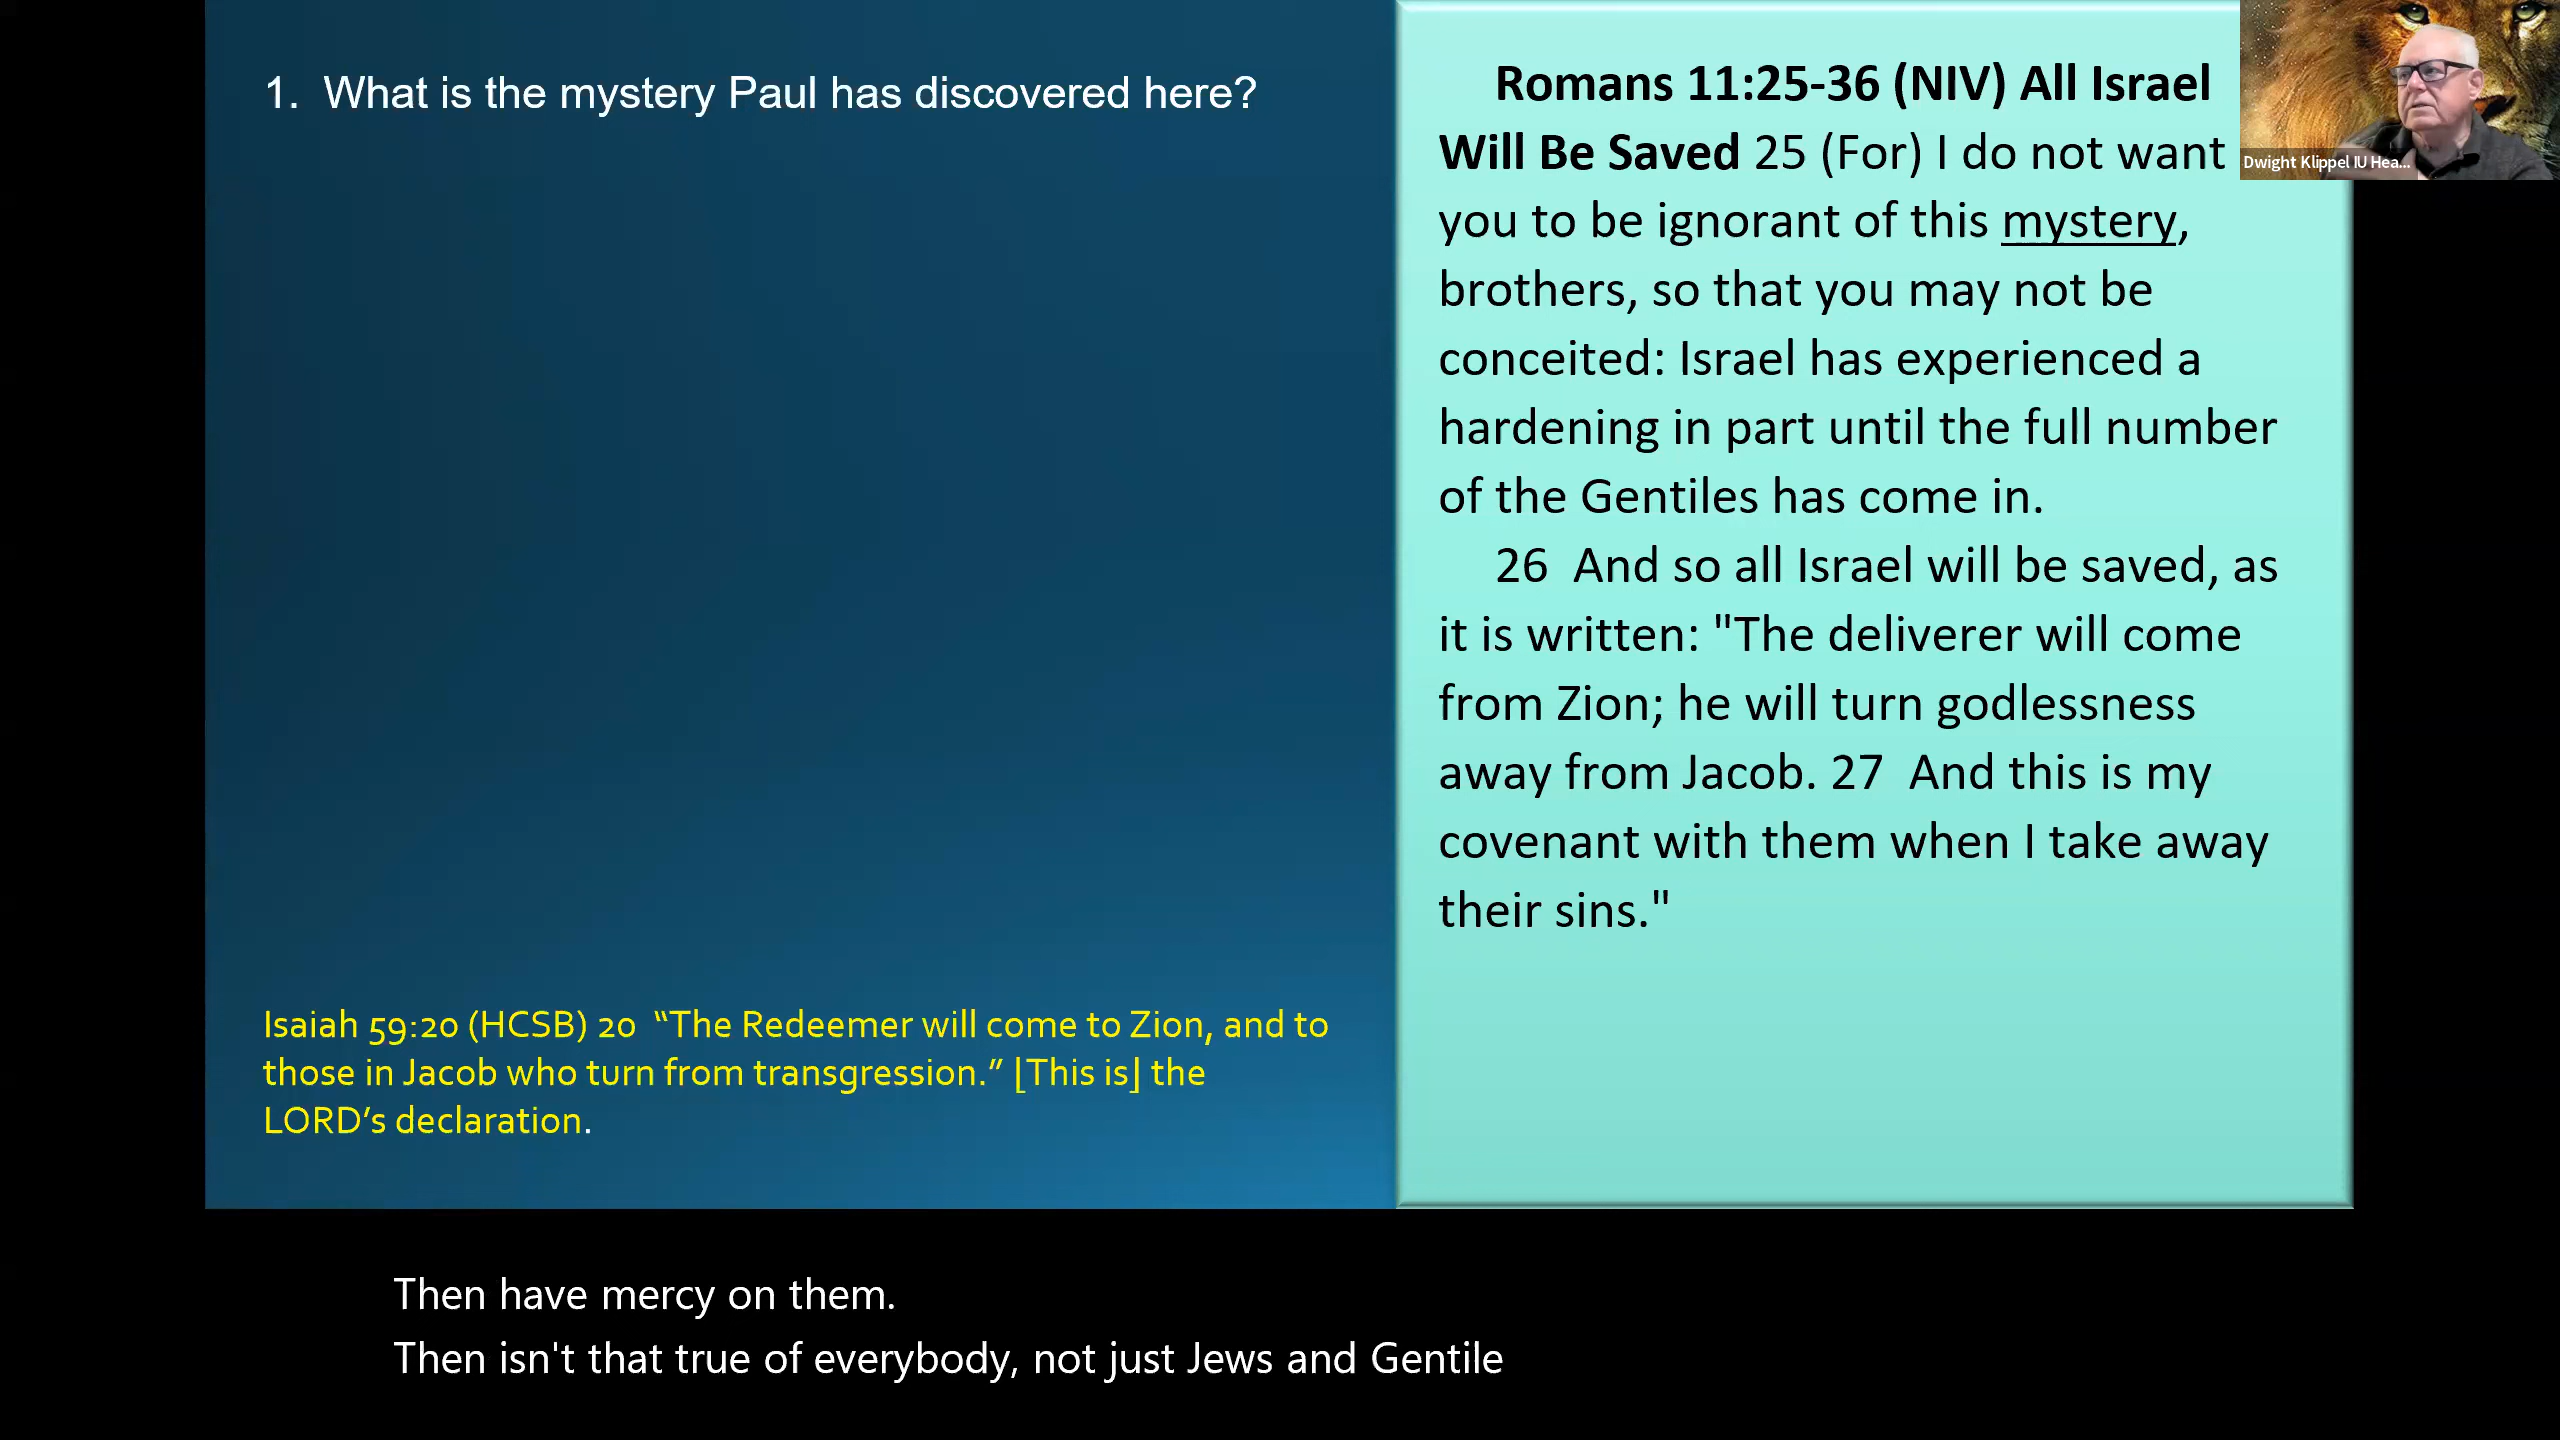 1. What is the mystery Paul has discovered here?
Isaiah 59:20 (HCSB) 20 “The Redeemer will come to Zion, and to
those in Jacob who turn from transgression.” [This is] the
LORD’s declaration.
Romans 11:25-36 (NIV) All Israel
Will Be Saved 25 (For) I do not want
you to be ignorant of this mystery,
brothers, so that you may not be
conceited: Israel has experienced a
hardening in part until the full number
of the Gentiles has come in.
26 And so all Israel will be saved, as
it is written: "The deliverer will come
from Zion; he will turn godlessness
away from Jacob. 27 And this is my
covenant with them when I take away
their sins."
Dwight Klippel IU Hea...
Then have mercy on them.
Then isn't that true of everybody, not just Jews and Gentile